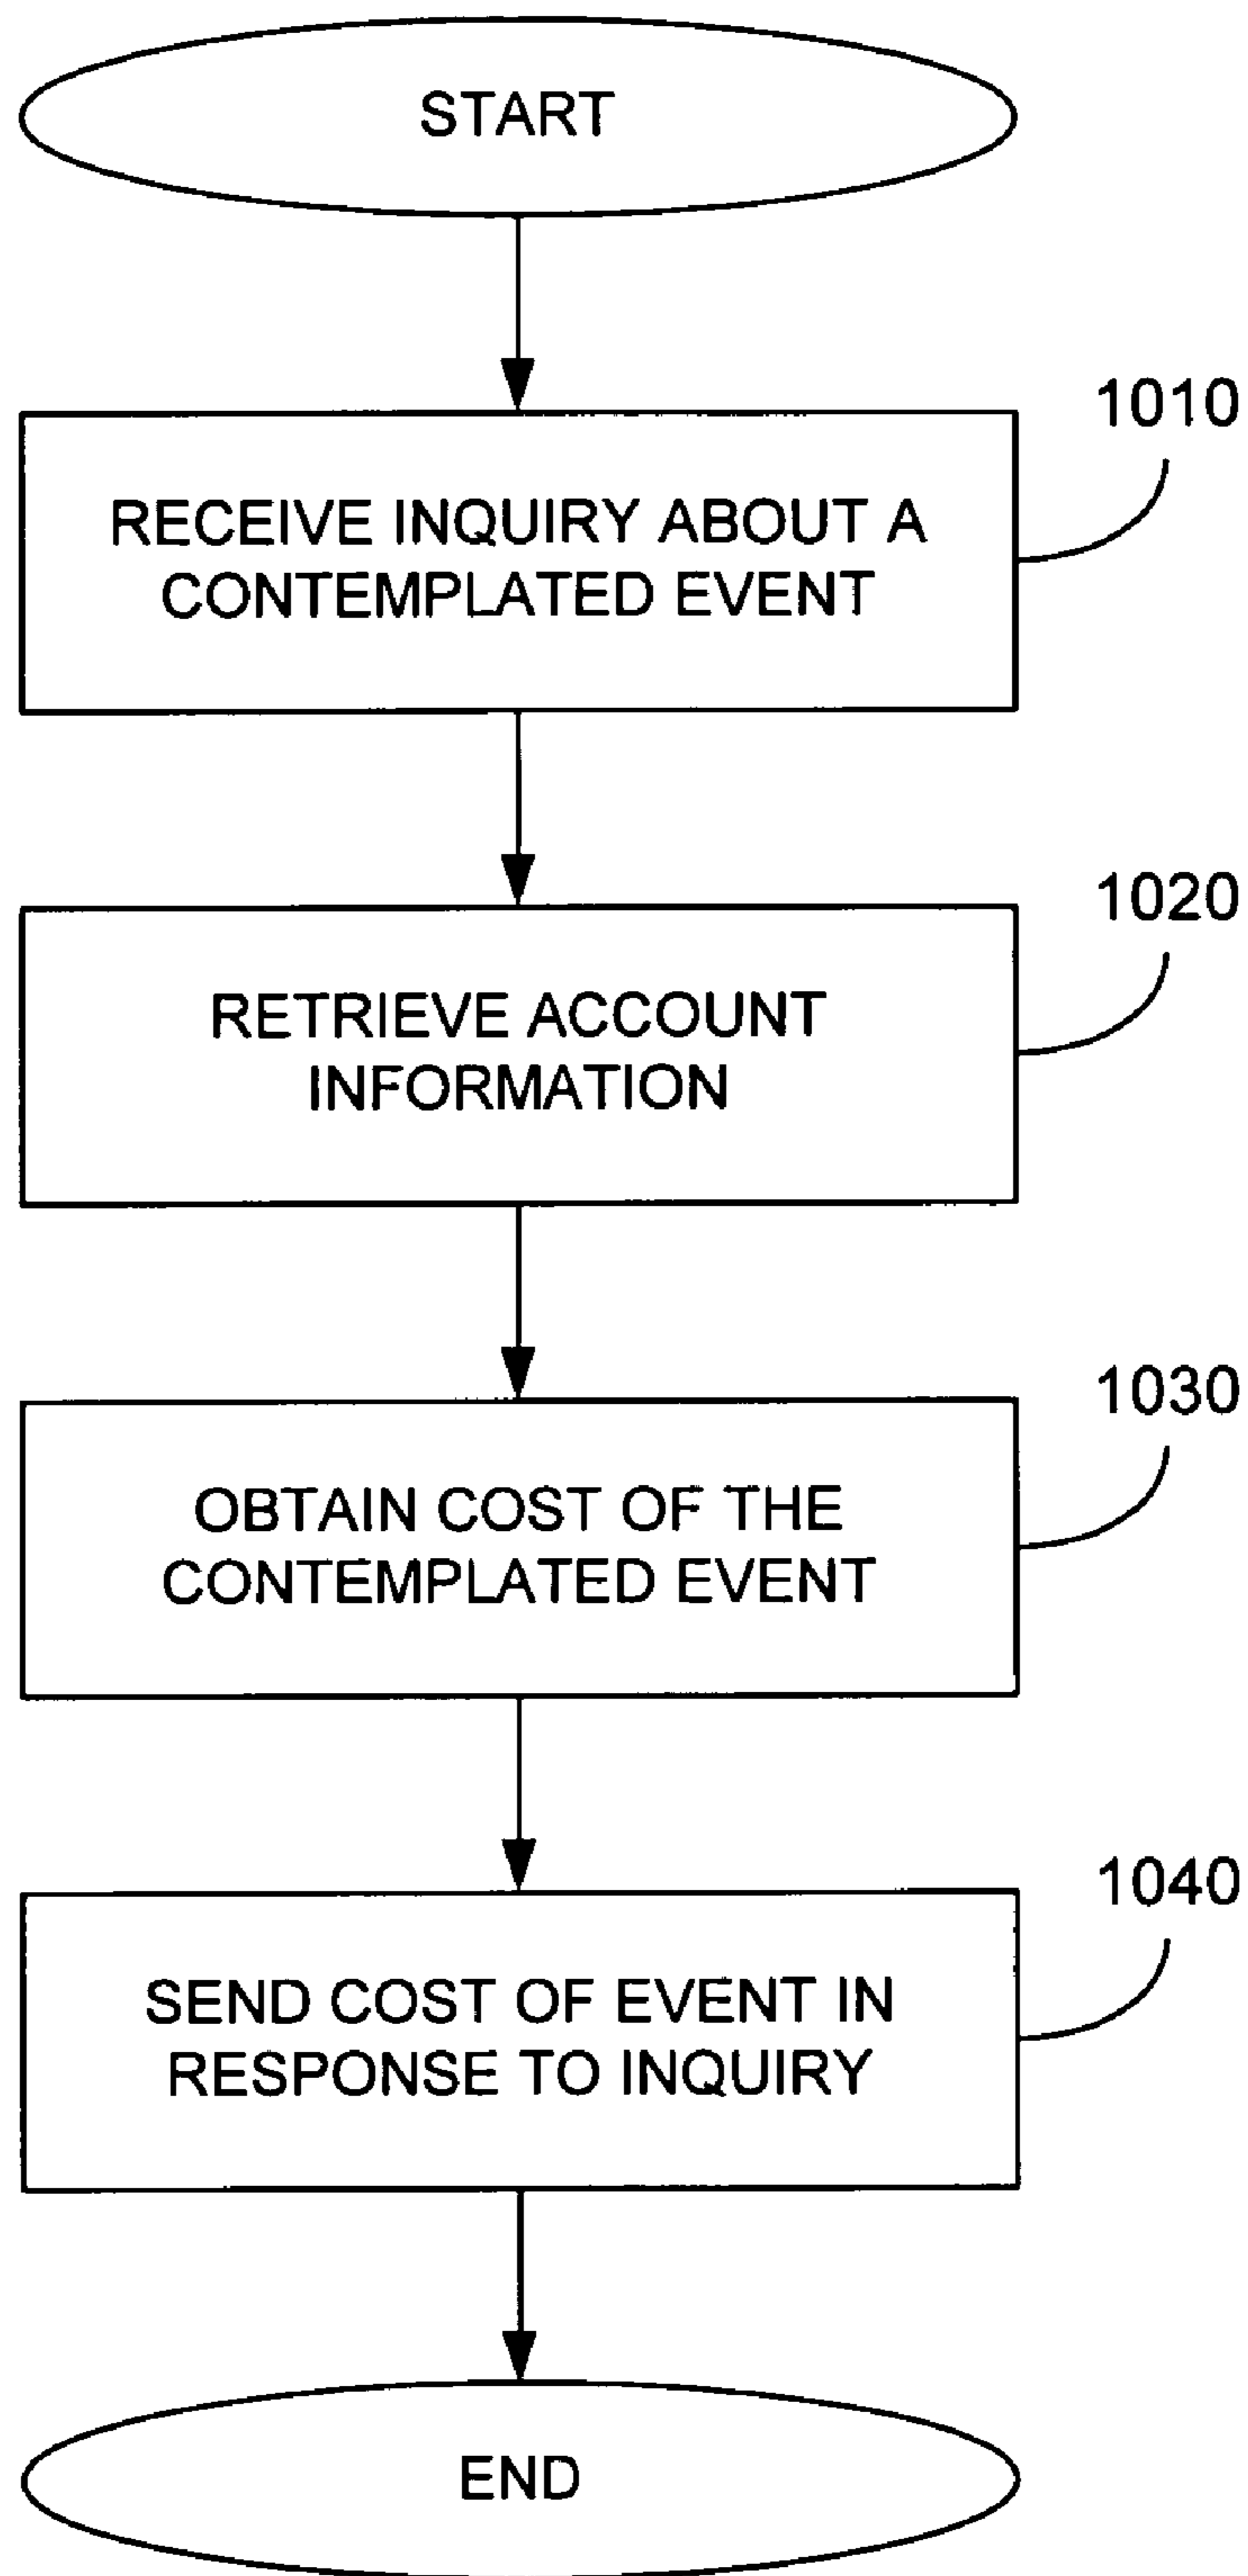 START
1010
RECEIVE INQUIRY ABOUT A
CONTEMPLATED EVENT
1020
RETRIEVE ACCOUNT
INFORMATION
1030
OBTAIN COST OF THE
CONTEMPLATED EVENT
1040
SEND COST OF EVENT IN
RESPONSE TO INQUIRY
END